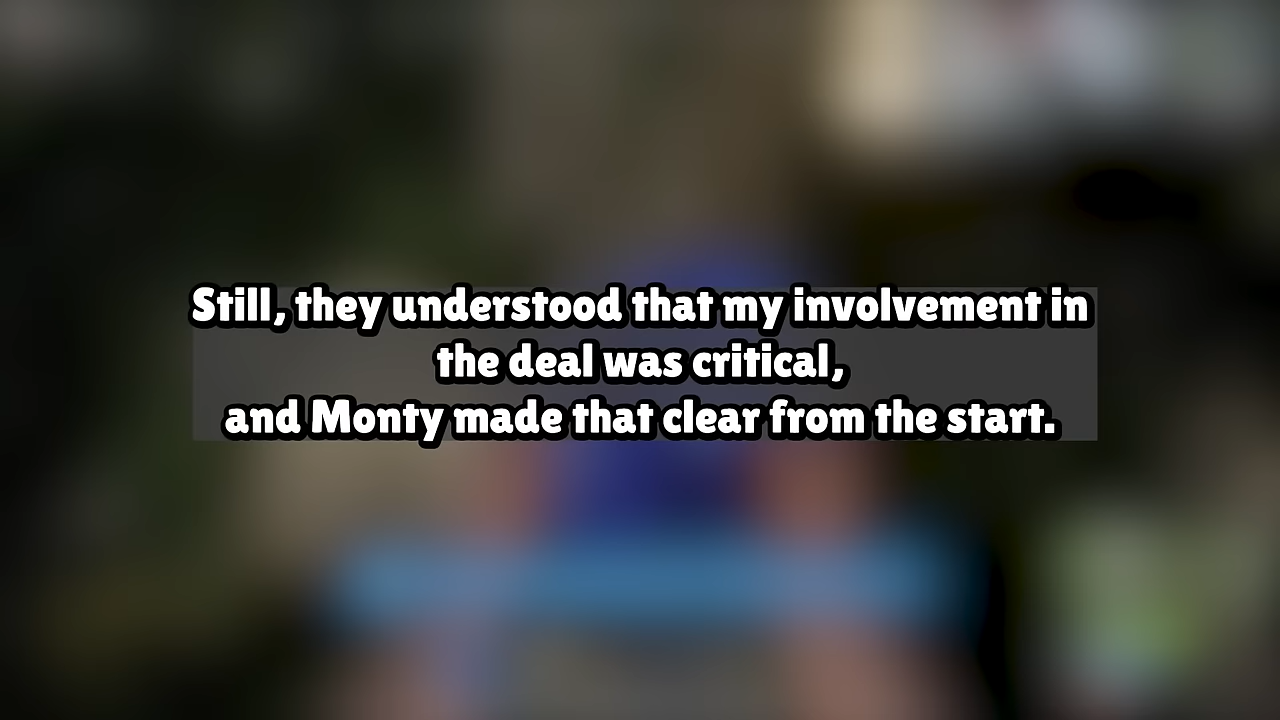 Still, they understood that my involvement in
the deal was critical,
and Monty made that clear from the start.